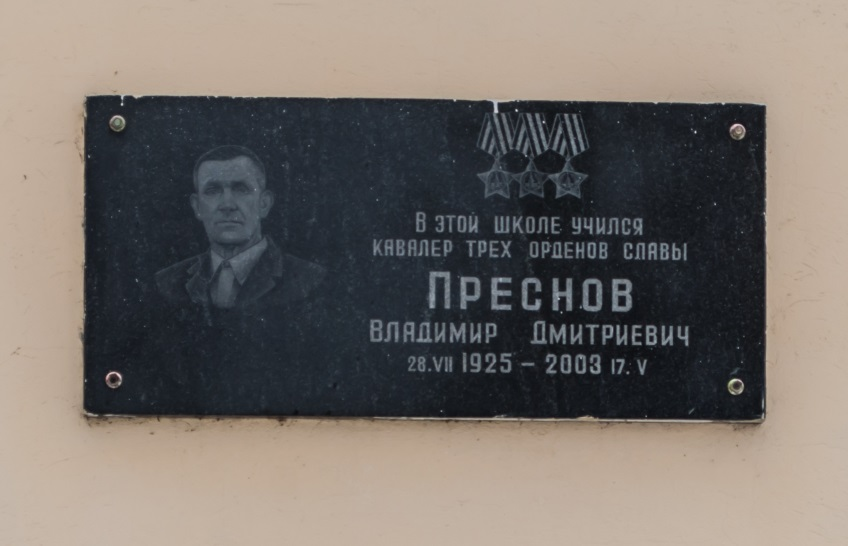 В ЭТОЙ ШКОЛЕ УЧИЛСЯ
КАВАЛЕР ТРЕХ ОРДЕНОВ СЛАВЫ
ПРЕСНОВ
ВЛАДИМИР ДМИТРИЕВИЧ
28.VII 1925 – 2003 17.V